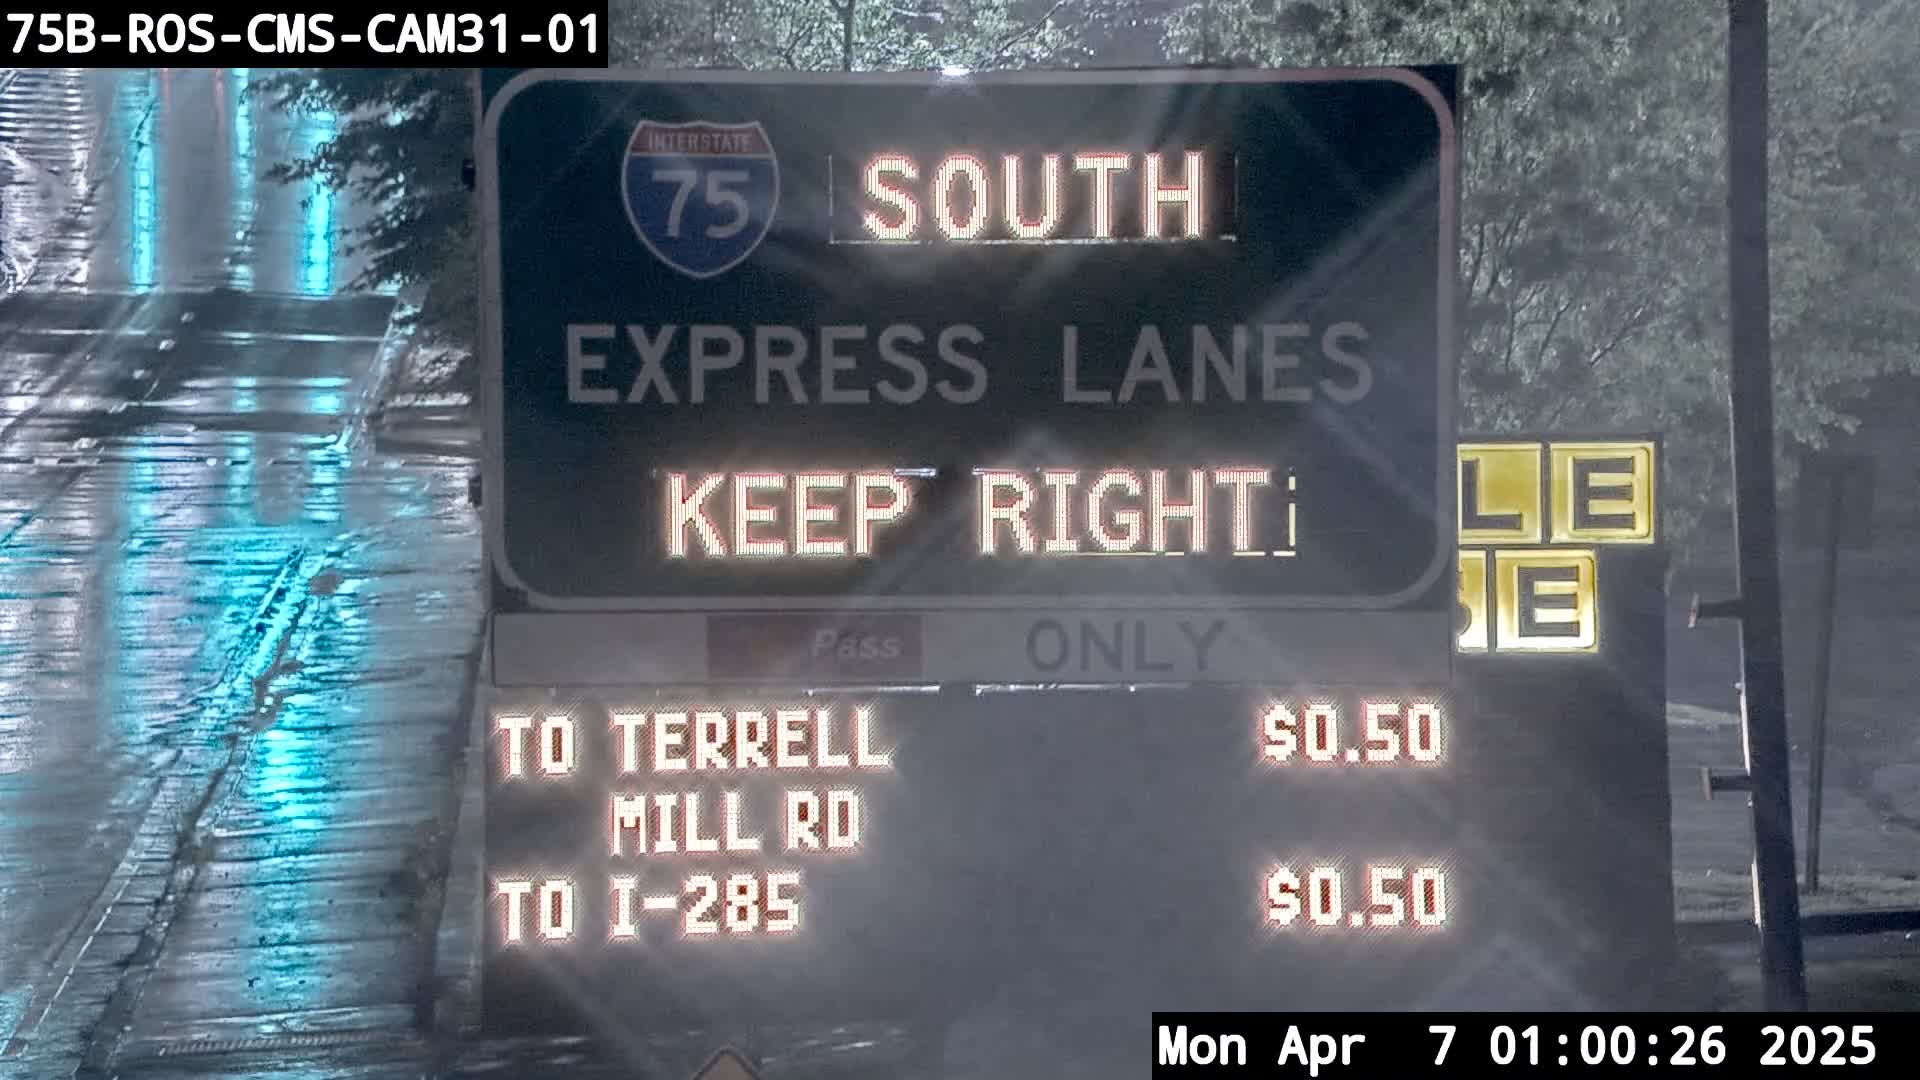 75B-ROS-CMS-CAM31-01
INTERSTATE
75
SOUTH
EXPRESS LANES
KEEP RIGHT
Pass ONLY
LE
E
TO TERRELL $0.50
MILL RD
TO I-285 $0.50
Mon Apr 7 01:00:26 2025